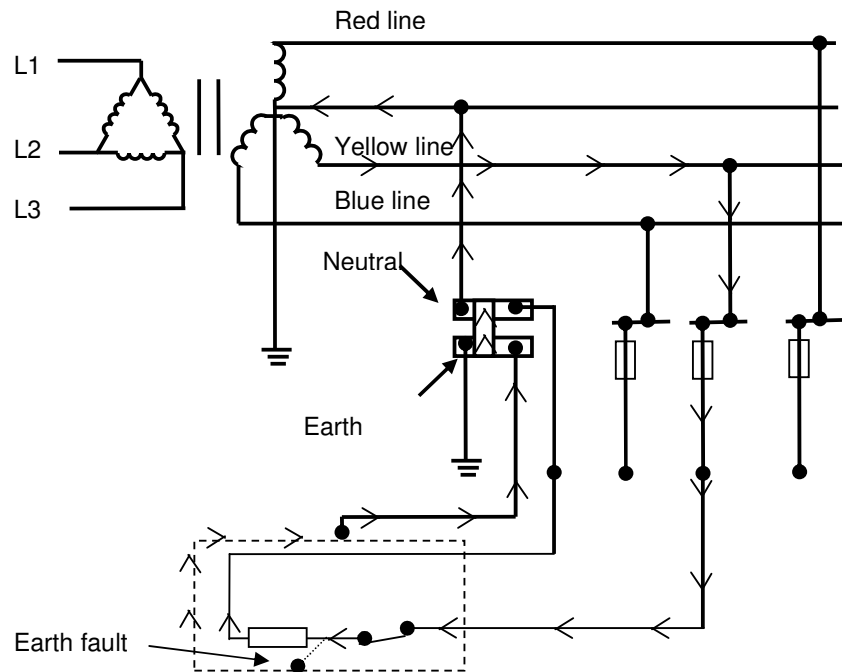 Red line
L1
L2
Yellow line
L3
Blue line
Neutral
Earth
Earth fault